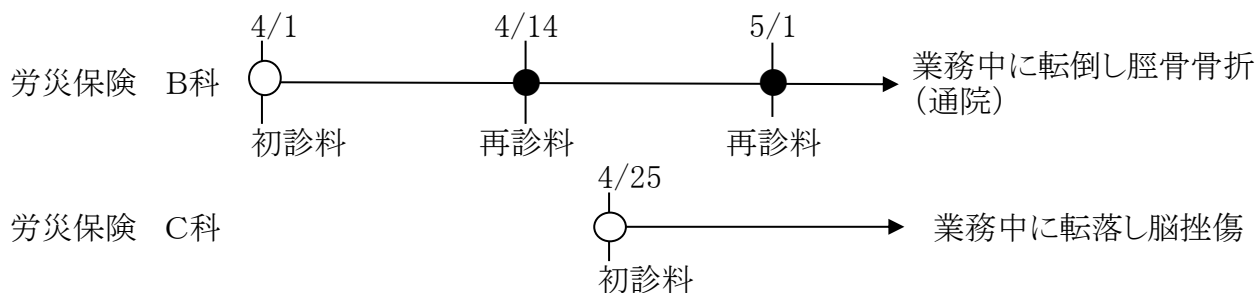 4/1 4/14 5/1
労災保険 B科
業務中に転倒し脛骨骨折
(通院)
初診料 再診料 再診料
4/25
労災保険 C科
業務中に転落し脳挫傷
初診料